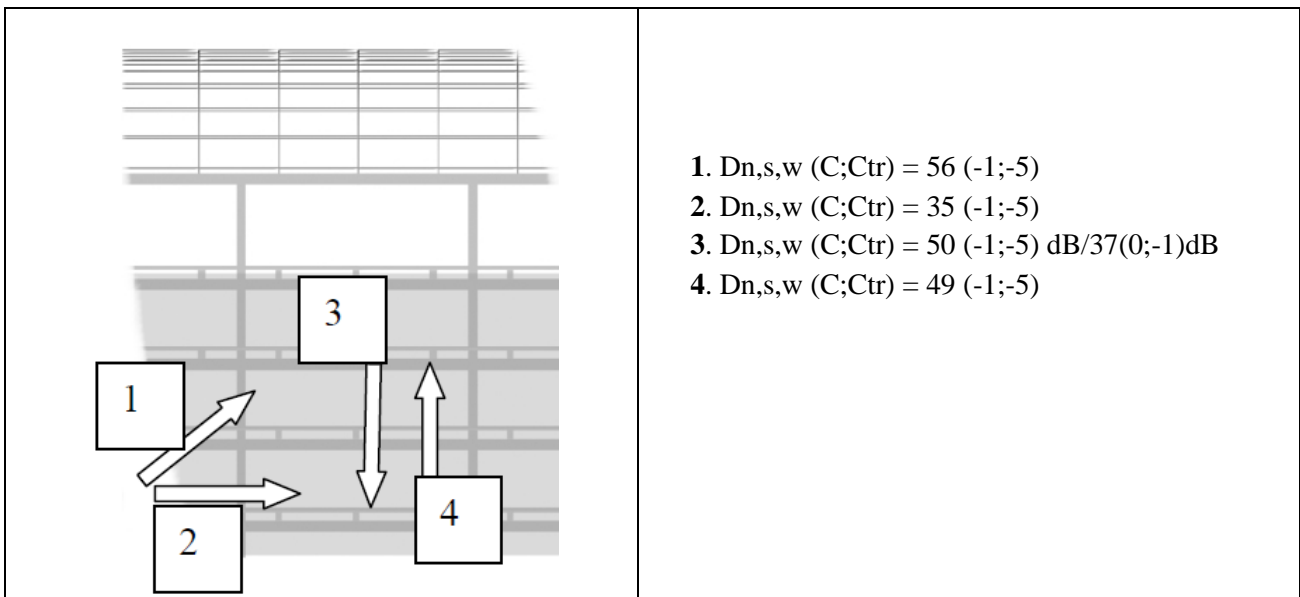 1
2
3
4
1. Dn,s,w (C;Ctr) = 56 (-1;-5)
2. Dn,s,w (C;Ctr) = 35 (-1;-5)
3. Dn,s,w (C;Ctr) = 50 (-1;-5) dB/37(0;-1)dB
4. Dn,s,w (C;Ctr) = 49 (-1;-5)